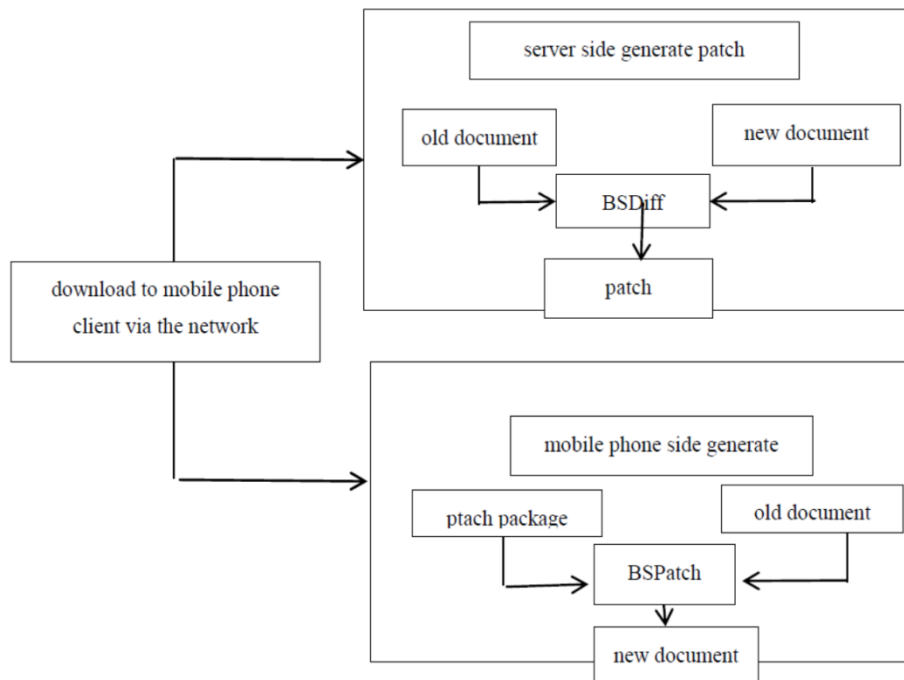 server side generate patch
old document
new document
BSDiff
patch
download to mobile phone
client via the network
mobile phone side generate
ptach package
old document
BSPatch
new document